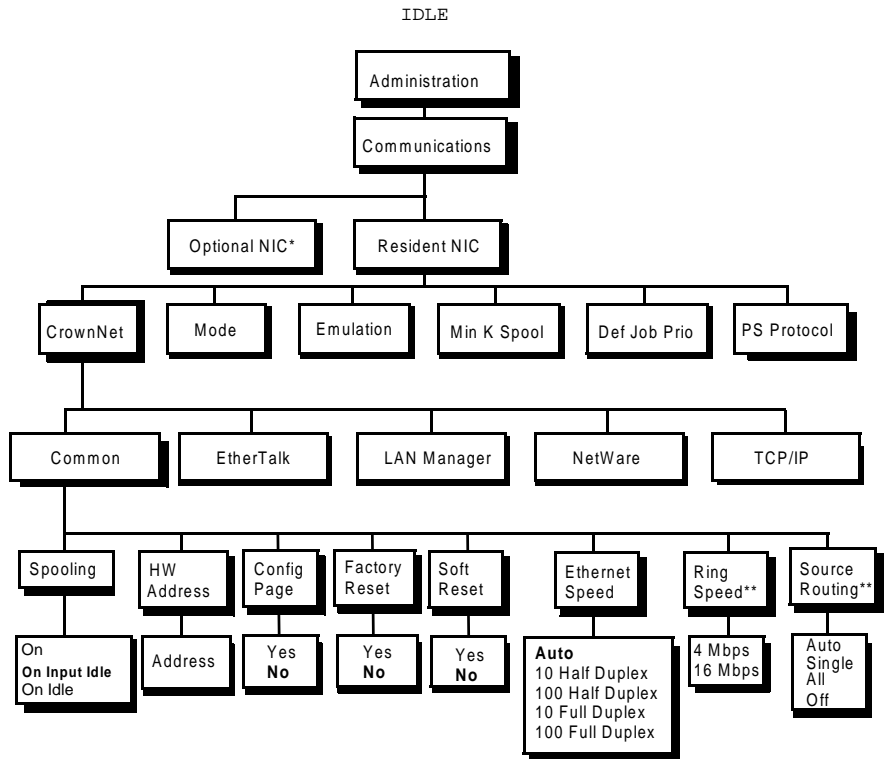 IDLE
Administration
Communications
Optional NIC*
Resident NIC
CrownNet
Mode
Emulation
Min K Spool
Def Job Prio
PS Protocol
Common
EtherTalk
LAN Manager
NetWare
TCP/IP
Spooling
HW
Address
Config
Page
Factory
Reset
Soft
Reset
Ethernet
Speed
Ring
Speed**
Source
Routing**
On
On Input Idle
On Idle
Address
Yes
No
Yes
No
Yes
No
Auto
10 Half Duplex
100 Half Duplex
10 Full Duplex
100 Full Duplex
4 Mbps
16 Mbps
Auto
Single
All
Off